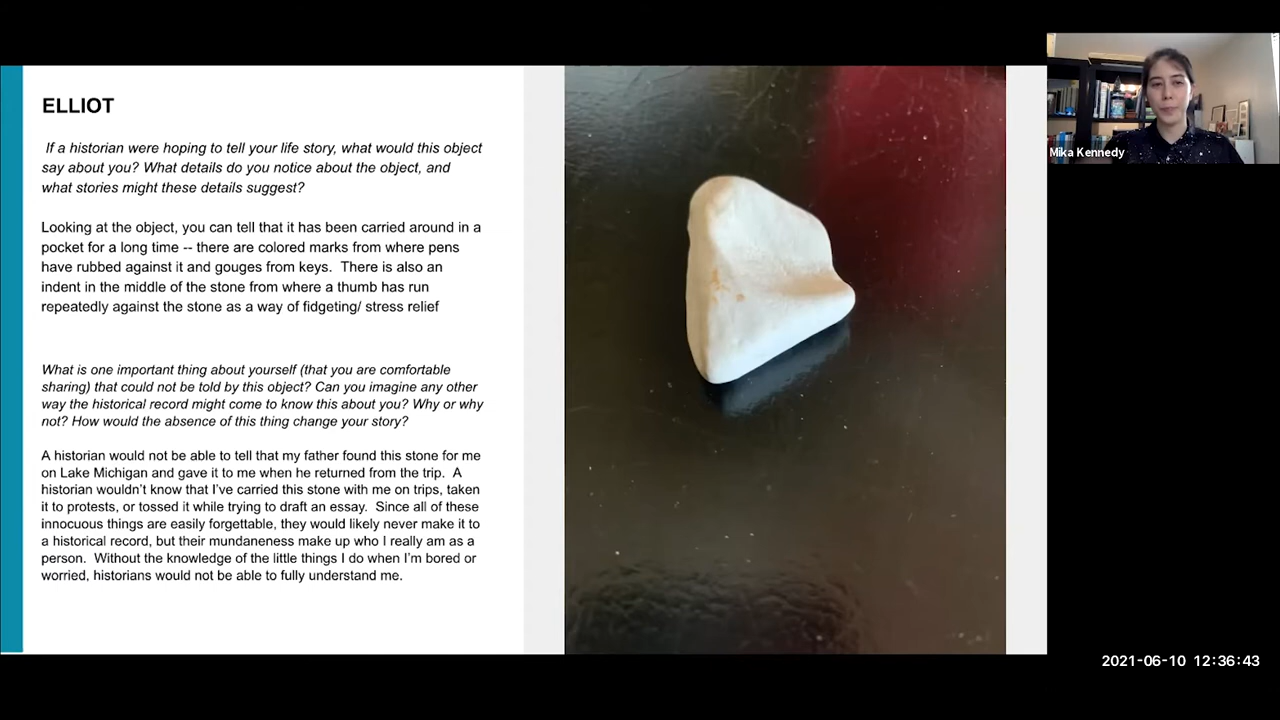 ELLIOT
If a historian were hoping to tell your life story, what would this object
say about you? What details do you notice about the object, and
what stories might these details suggest?
Looking at the object, you can tell that it has been carried around in a
pocket for a long time -- there are colored marks from where pens
have rubbed against it and gouges from keys.  There is also an
indent in the middle of the stone from where a thumb has run
repeatedly against the stone as a way of fidgeting/ stress relief
What is one important thing about yourself (that you are comfortable
sharing) that could not be told by this object? Can you imagine any other
way the historical record might come to know this about you? Why or why
not? How would the absence of this thing change your story?
A historian would not be able to tell that my father found this stone for me
on Lake Michigan and gave it to me when he returned from the trip.  A
historian wouldn't know that I've carried this stone with me on trips, taken
it to protests, or tossed it while trying to draft an essay.  Since all of these
innocuous things are easily forgettable, they would likely never make it to
a historical record, but their mundaneness make up who I really am as a
person.  Without the knowledge of the little things I do when I'm bored or
worried, historians would not be able to fully understand me.
Mika Kennedy
2021-06-10 12:36:43